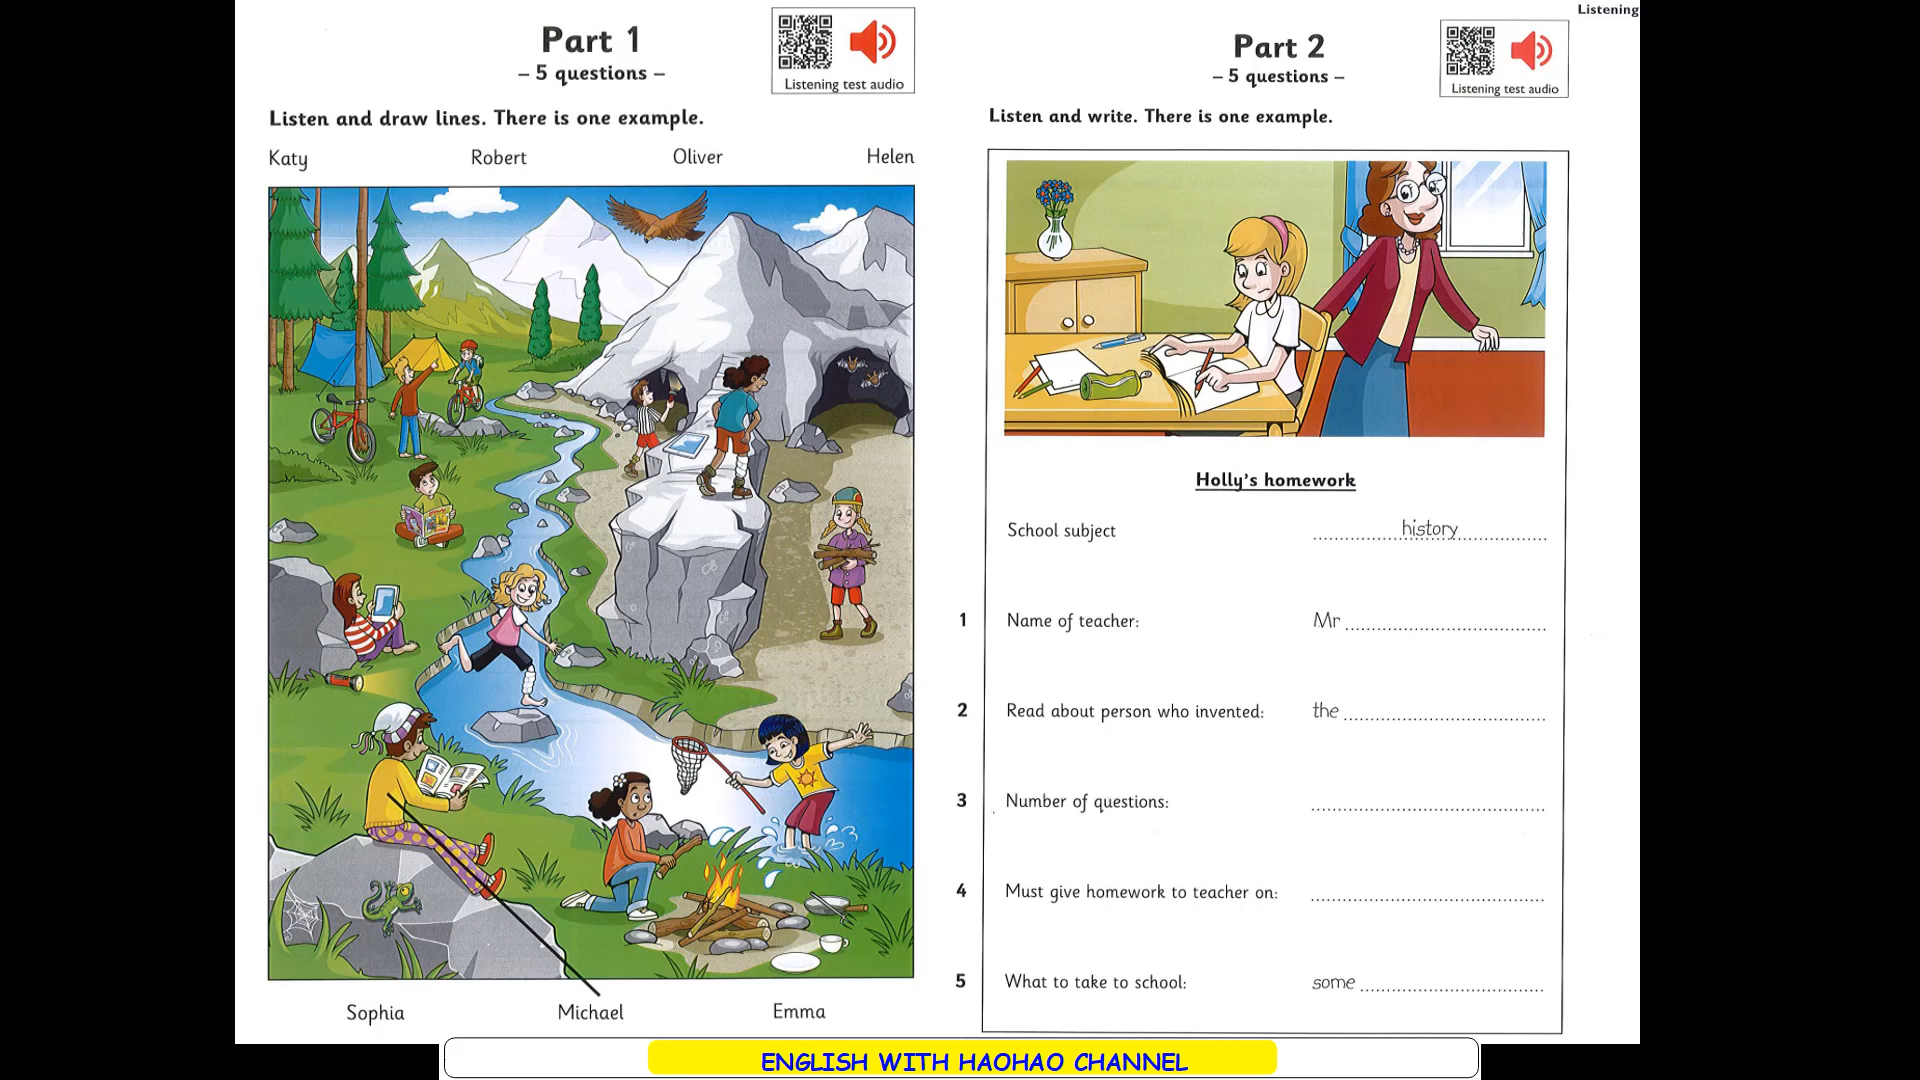 Part 1
– 5 questions –
Listening test audio
Listen and draw lines. There is one example.
Katy Robert Oliver Helen
Sophia Michael Emma
Listening
Part 2
– 5 questions –
Listening test audio
Listen and write. There is one example.
Holly's homework
School subject history
1 Name of teacher: Mr
2 Read about person who invented: the
3 Number of questions:
4 Must give homework to teacher on:
5 What to take to school: some
ENGLISH WITH HAOHAO CHANNEL